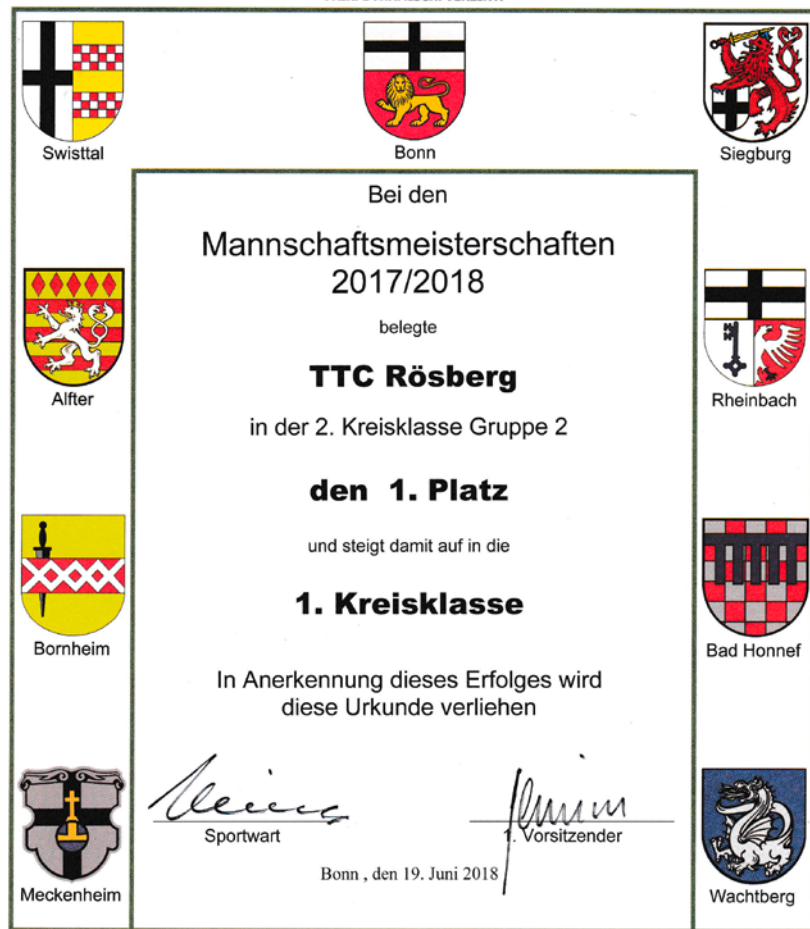 Swisttal
Bonn
Siegburg
Bei den
Mannschaftsmeisterschaften
2017/2018
belegte
TTC Rösberg
in der 2. Kreisklasse Gruppe 2
den 1. Platz
und steigt damit auf in die
1. Kreisklasse
In Anerkennung dieses Erfolges wird
diese Urkunde verliehen
Sportwart
1. Vorsitzender
Bonn , den 19. Juni 2018
Alfter
Rheinbach
Bornheim
Bad Honnef
Meckenheim
Wachtberg